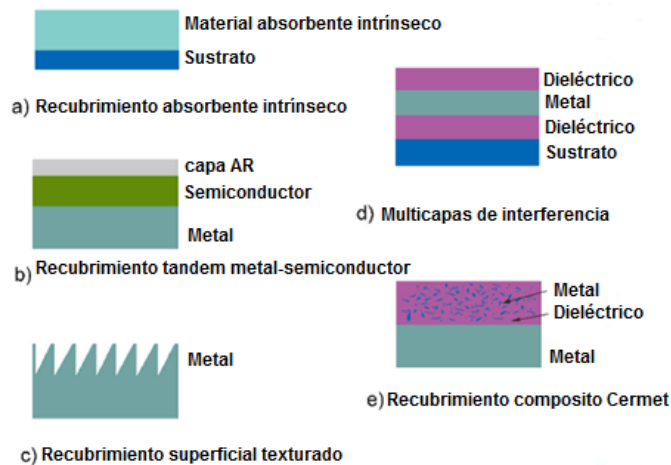 Material absorbente intrínseco
Sustrato
a) Recubrimiento absorbente intrínseco
capa AR
Semiconductor
Metal
b) Recubrimiento tandem metal-semiconductor
Metal
c) Recubrimiento superficial texturado
Dieléctrico
Metal
Dieléctrico
Sustrato
d) Multicapas de interferencia
Metal
Dieléctrico
Metal
e) Recubrimiento composito Cermet